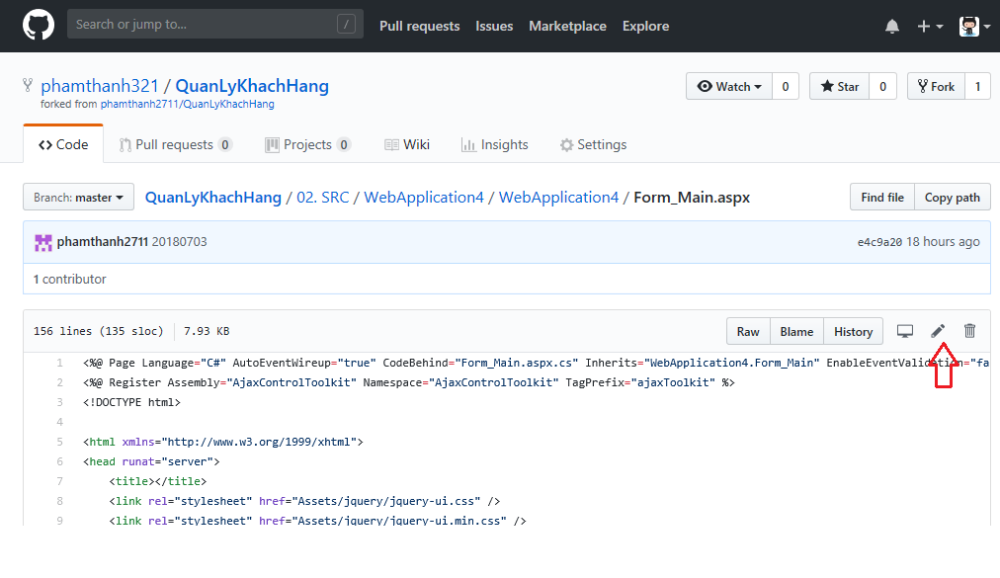 Search or jump to... / Pull requests Issues Marketplace Explore
phamthanh321 / QuanLyKhachHang Watch 0 Star 0 Fork 1
forked from phamthanh2711/QuanLyKhachHang
Code Pull requests 0 Projects 0 Wiki Insights Settings
Branch: master QuanLyKhachHang / 02. SRC / WebApplication4 / WebApplication4 / Form_Main.aspx Find file Copy path
phamthanh2711 20180703 e4c9a20 18 hours ago
1 contributor
156 lines (135 sloc) 7.93 KB Raw Blame History
1 <%@ Page Language="C#" AutoEventWireup="true" CodeBehind="Form_Main.aspx.cs" Inherits="WebApplication4.Form_Main" EnableEventValidation="fa
2 <%@ Register Assembly="AjaxControlToolkit" Namespace="AjaxControlToolkit" TagPrefix="ajaxToolkit" %>
3 <!DOCTYPE html>
4
5 <html xmlns="http://www.w3.org/1999/xhtml">
6 <head runat="server">
7 <title></title>
8 <link rel="stylesheet" href="Assets/jquery/jquery-ui.css" />
9 <link rel="stylesheet" href="Assets/jquery/jquery-ui.min.css" />